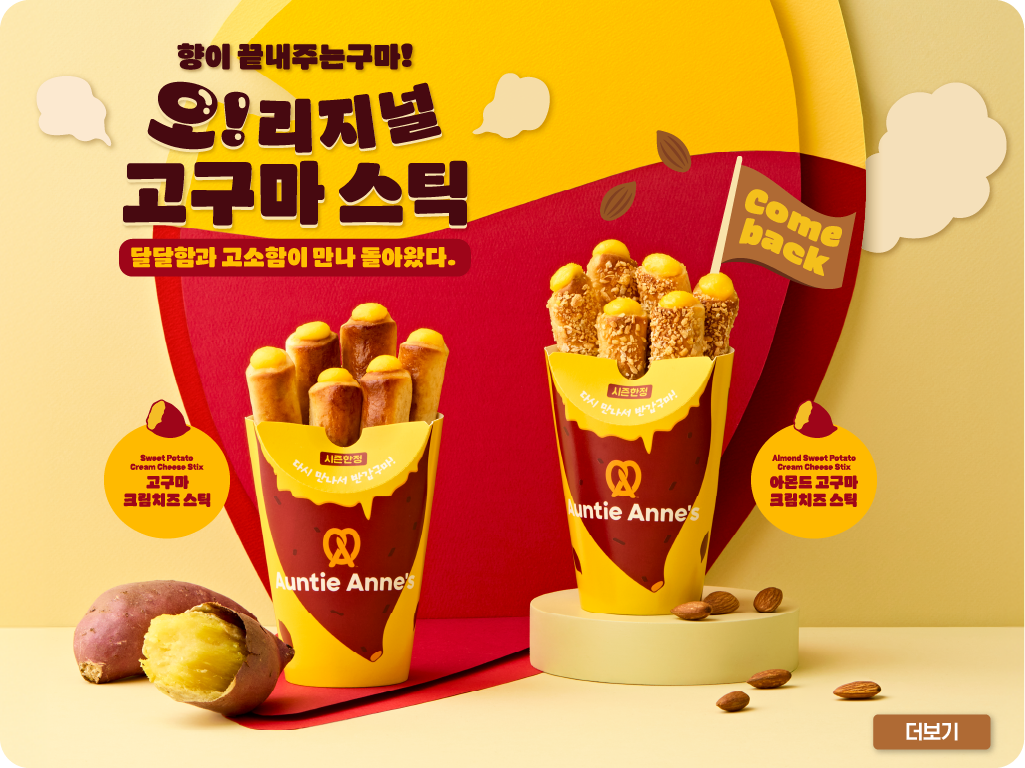 향이 끝내주는구마!
오!리지널
고구마 스틱
달달함과 고소함이 만나 돌아왔다.
Come
back
시즌한정
다시 만나서 반갑구마!
Auntie Anne's
시즌한정
다시 만나서 반갑구마!
Auntie Anne's
Sweet Potato
Cream Cheese Stix
고구마
크림치즈 스틱
Almond Sweet Potato
Cream Cheese Stix
아몬드 고구마
크림치즈 스틱
더보기